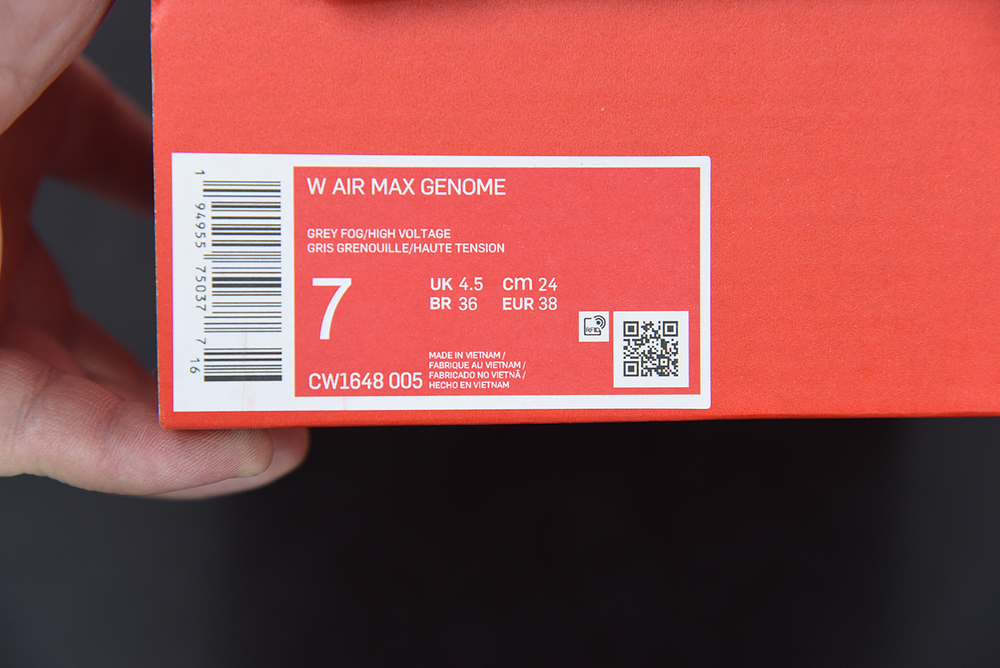 1 94955 75037 7 16
W AIR MAX GENOME
GREY FOG/HIGH VOLTAGE
GRIS GRENOUILLE/HAUTE TENSION
7
UK 4.5 cm 24
BR 36 EUR 38
RFID
MADE IN VIETNAM /
FABRIQUE AU VIETNAM /
FABRICADO NO VIETNÃ /
HECHO EN VIETNAM
CW1648 005